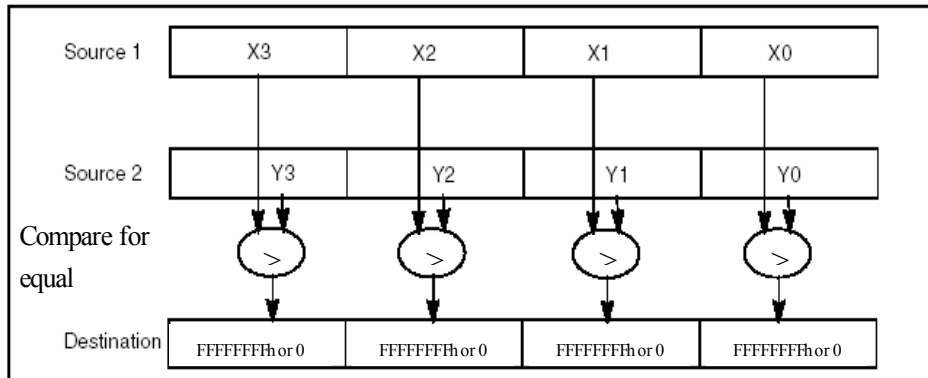 Source 1 X3 X2 X1 X0
Source 2 Y3 Y2 Y1 Y0
Compare for
equal
> > > >
Destination FFFFFFFFh or 0 FFFFFFFFh or 0 FFFFFFFFh or 0 FFFFFFFFh or 0